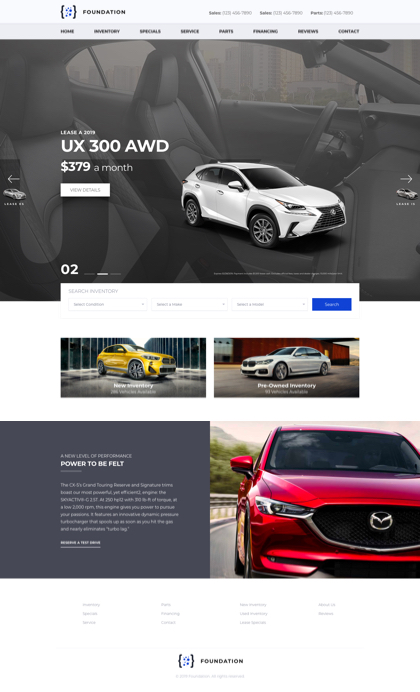 FOUNDATION
Sales: (123) 456-7890 Sales: (123) 456-7890 Parts: (123) 456-7890
HOME INVENTORY SPECIALS SERVICE PARTS FINANCING REVIEWS CONTACT
LEASE A 2019
UX 300 AWD
$379 a month
VIEW DETAILS
02
SEARCH INVENTORY
Select Condition Select a make Select a Model Search
New Inventory
Vehicles Available
Pre-Owned Inventory
Vehicles Available
A NEW LEVEL OF PERFORMANCE
POWER TO BE FELT
The CX-5's Grand Touring Reserve and Signature trims
boast our most powerful, yet efficient2, engine: the
SKYACTIV®-G 2.5T. At 250 hp(1) with 310 lb-ft of torque, at
a low 2,000 rpm, this engine gives you power to pursue
your passions. It features an innovative dynamic pressure
turbocharger that spools up as soon as you hit the gas
and nearly eliminates "turbo lag."
RESERVE A TEST DRIVE
Inventory Parts New Inventory About Us
Specials Financing Used Inventory Reviews
Service Contact Lease Specials
FOUNDATION
© 2019 Foundation. All rights reserved.